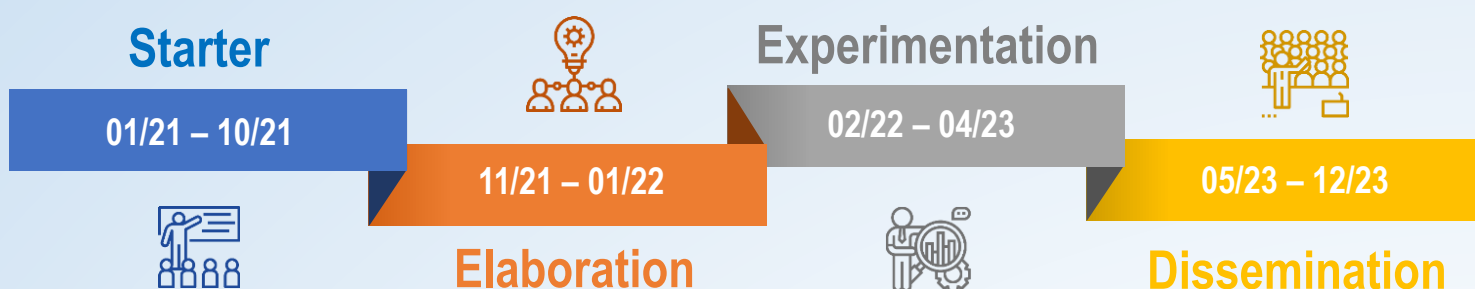 Starter
01/21 – 10/21
11/21 – 01/22
Elaboration
Experimentation
02/22 – 04/23
05/23 – 12/23
Dissemination